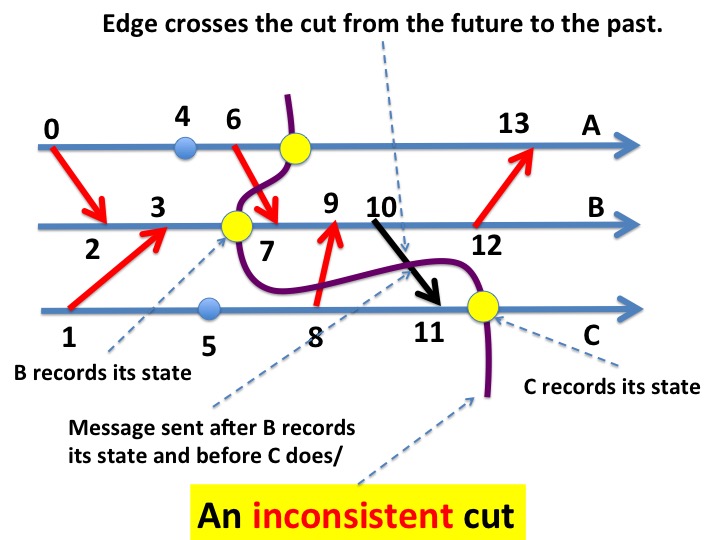 Edge crosses the cut from the future to the past.
0
4
6
13
A
3
9
10
B
2
7
12
1
5
8
11
C
B records its state
C records its state
Message sent after B records
its state and before C does/
An inconsistent cut